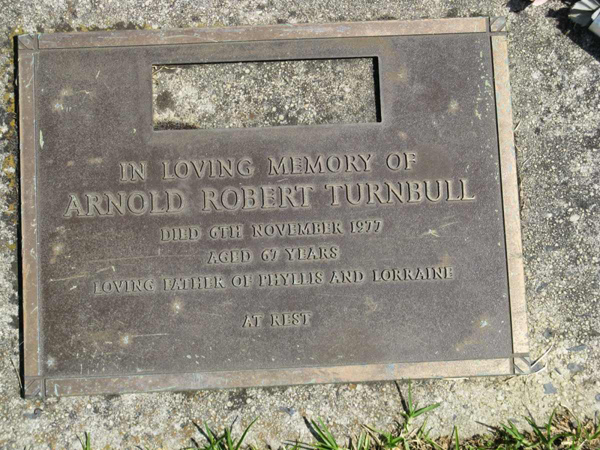 IN LOVING MEMORY OF
ARNOLD ROBERT TURNBULL
DIED 6TH NOVEMBER 1977
AGED 67 YEARS
LOVING FATHER OF PHYLLIS AND LORRAINE
AT REST